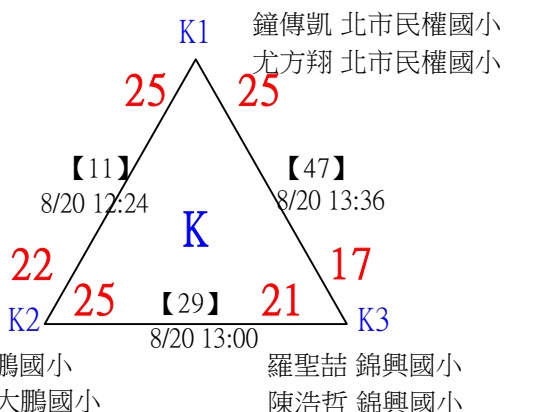 K1
鐘傳凱 北市民權國小
尤方翔 北市民權國小
25
25
【11】
8/20 12:24
【47】
8/20 13:36
K
22
17
25
【29】
21
K2
K3
8/20 13:00
鵬國小
羅聖喆 錦興國小
大鵬國小
陳浩哲 錦興國小